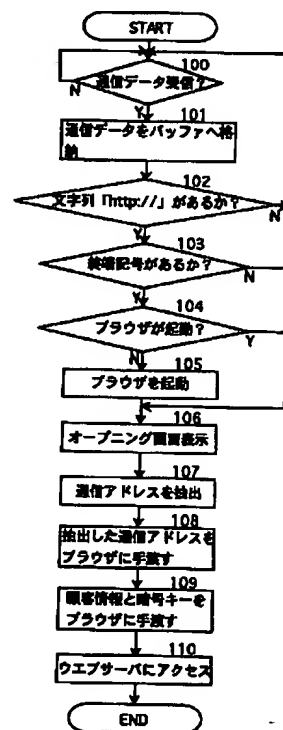 START
100
通信データ受信?
N
Y
101
通信データをバッファへ格
納
102
文字列「http://」があるか?
N
Y
103
終端記号があるか?
N
Y
104
ブラウザが起動?
Y
N
105
ブラウザを起動
106
オープニング画面表示
107
通信アドレスを抽出
108
抽出した通信アドレスを
ブラウザに手渡す
109
顧客情報と暗号キーを
ブラウザに手渡す
110
ウエブサーバにアクセス
END